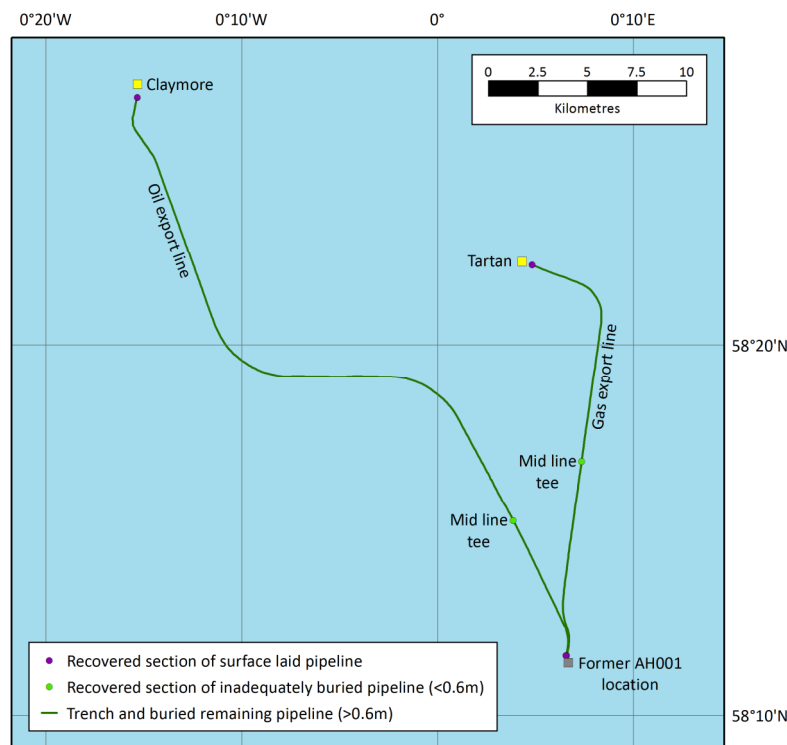 0°20'W 0°10'W 0° 0°10'E
0 2.5 5 7.5 10
Kilometres
Claymore
Oil export line
Tartan
58°20'N
Gas export line
Mid line
tee
Mid line
tee
Former AH001
location
Recovered section of surface laid pipeline
Recovered section of inadequately buried pipeline (<0.6m)
Trench and buried remaining pipeline (>0.6m)
58°10'N